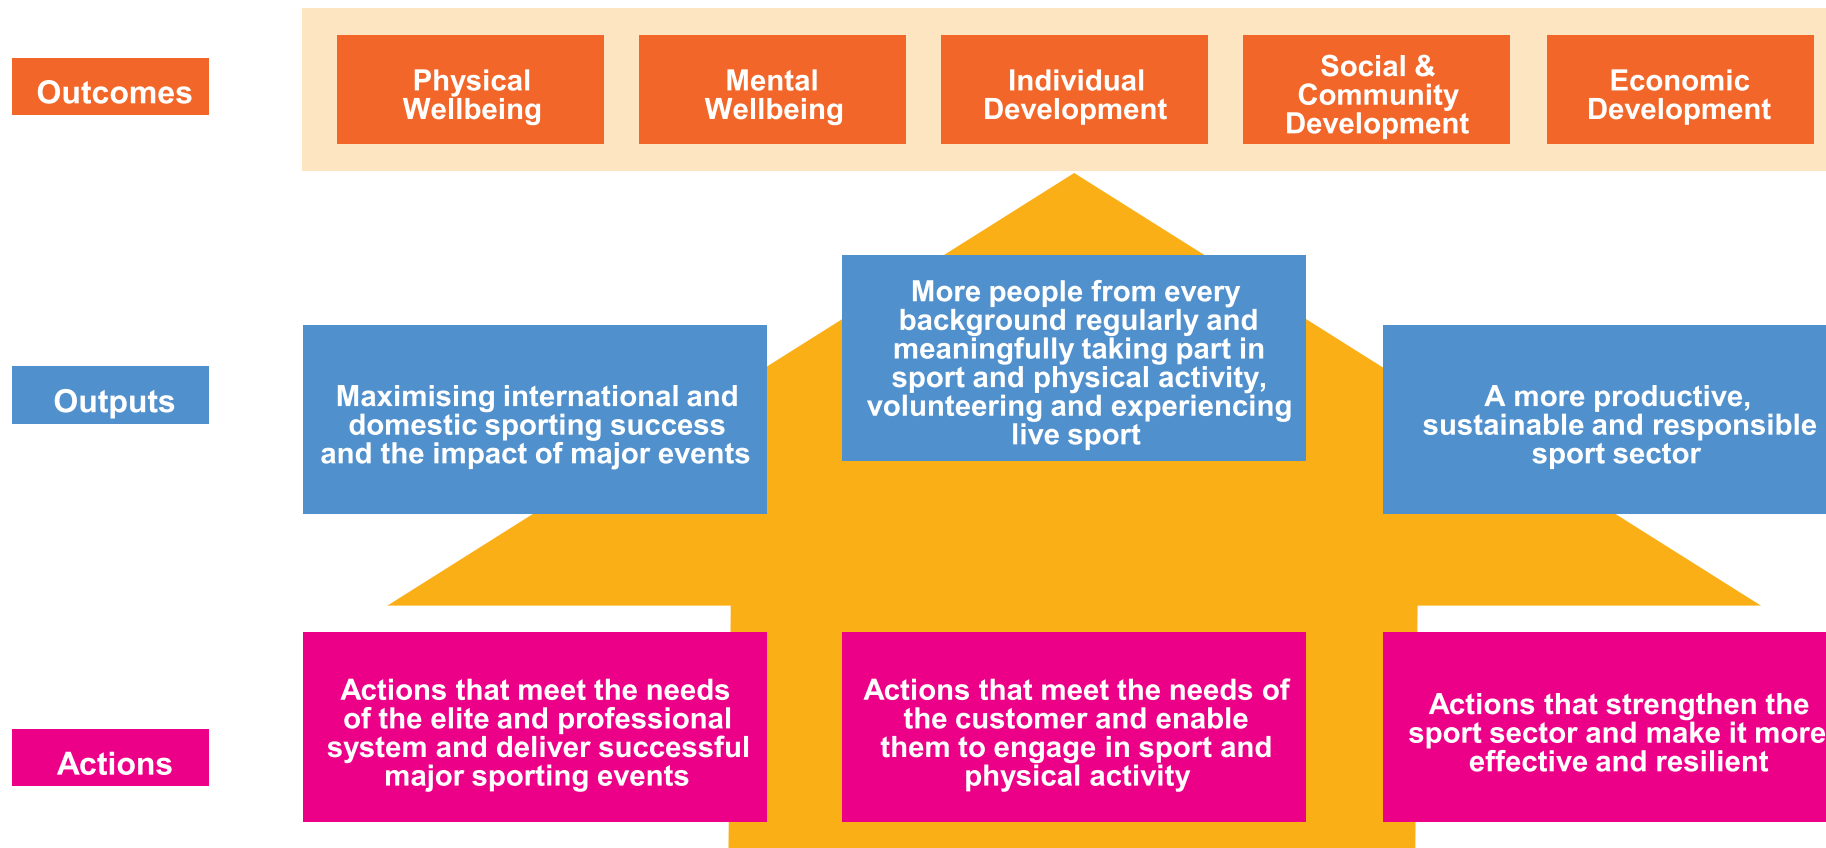 Outcomes
Physical
Wellbeing
Mental
Wellbeing
Individual
Development
Social &
Community
Development
Economic
Development
Outputs
Maximising international and
domestic sporting success
and the impact of major events
More people from every
background regularly and
meaningfully taking part in
sport and physical activity,
volunteering and experiencing
live sport
A more productive,
sustainable and responsible
sport sector
Actions
Actions that meet the needs
of the elite and professional
system and deliver successful
major sporting events
Actions that meet the needs of
the customer and enable
them to engage in sport and
physical activity
Actions that strengthen the
sport sector and make it more
effective and resilient